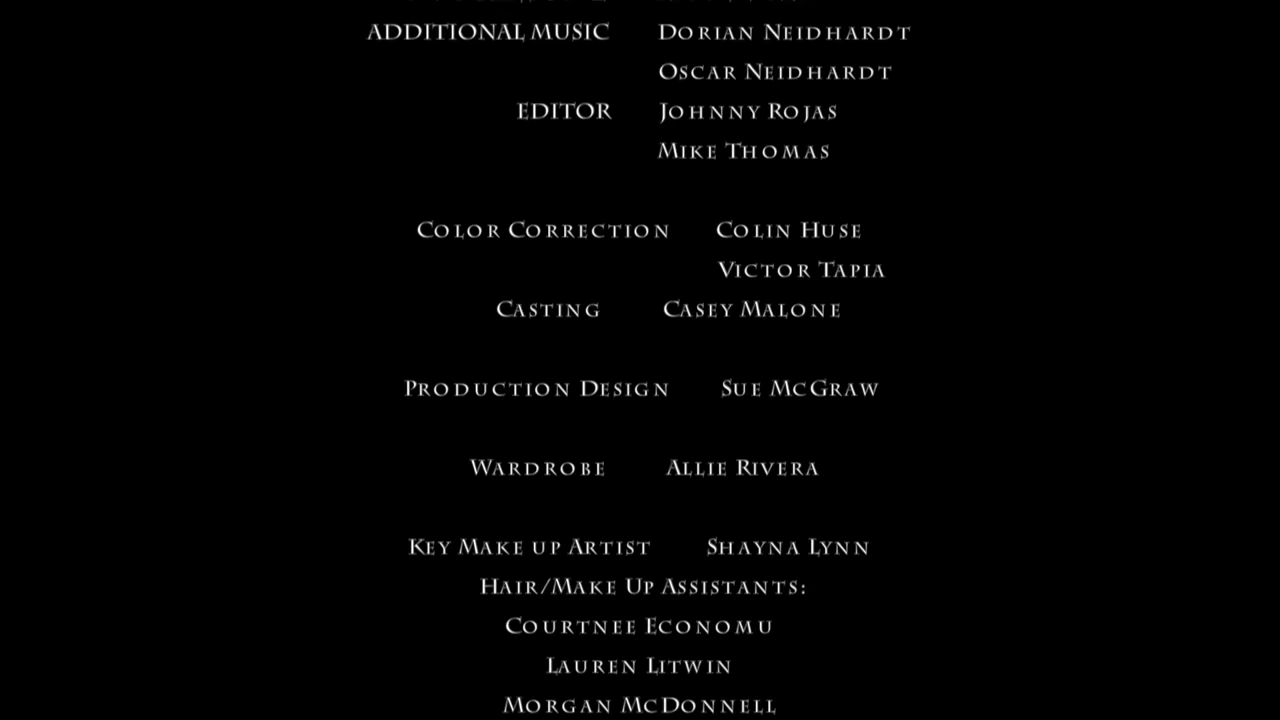 ADDITIONAL MUSIC DORIAN NEIDHARDT
OSCAR NEIDHARDT
EDITOR JOHNNY ROJAS
MIKE THOMAS
COLOR CORRECTION COLIN HUSE
VICTOR TAPIA
CASTING CASEY MALONE
PRODUCTION DESIGN SUE MCGRAW
WARDROBE ALLIE RIVERA
KEY MAKE UP ARTIST SHAYNA LYNN
HAIR/MAKE UP ASSISTANTS:
COURTNEE ECONOMU
LAUREN LITWIN
MORGAN MCDONNELL